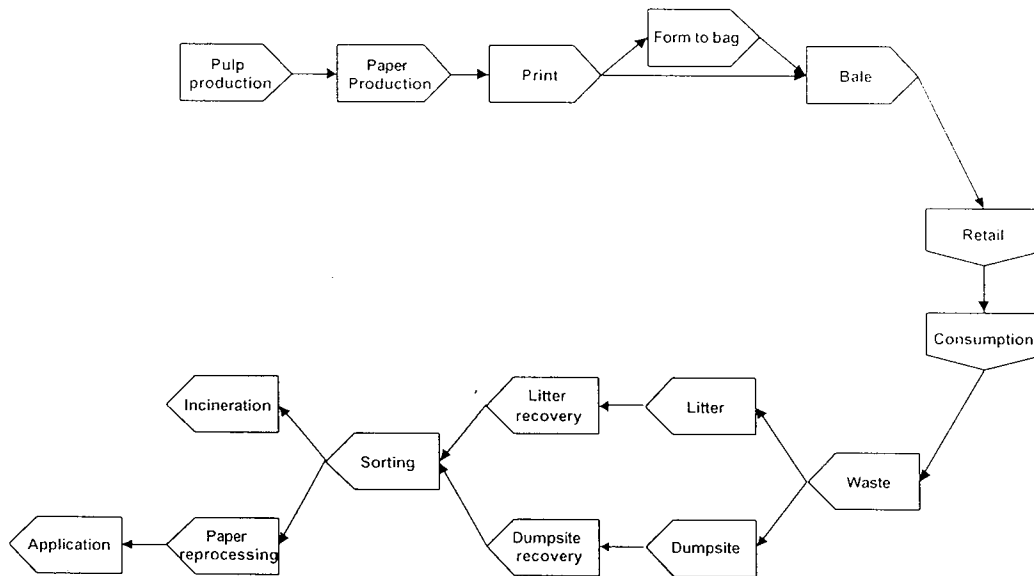 Form to bag
Pulp
production
Paper
Production
Print
Bale
Retail
Consumption
Incineration
Litter
recovery
Litter
Sorting
Waste
Application
Paper
reprocessing
Dumpsite
recovery
Dumpsite